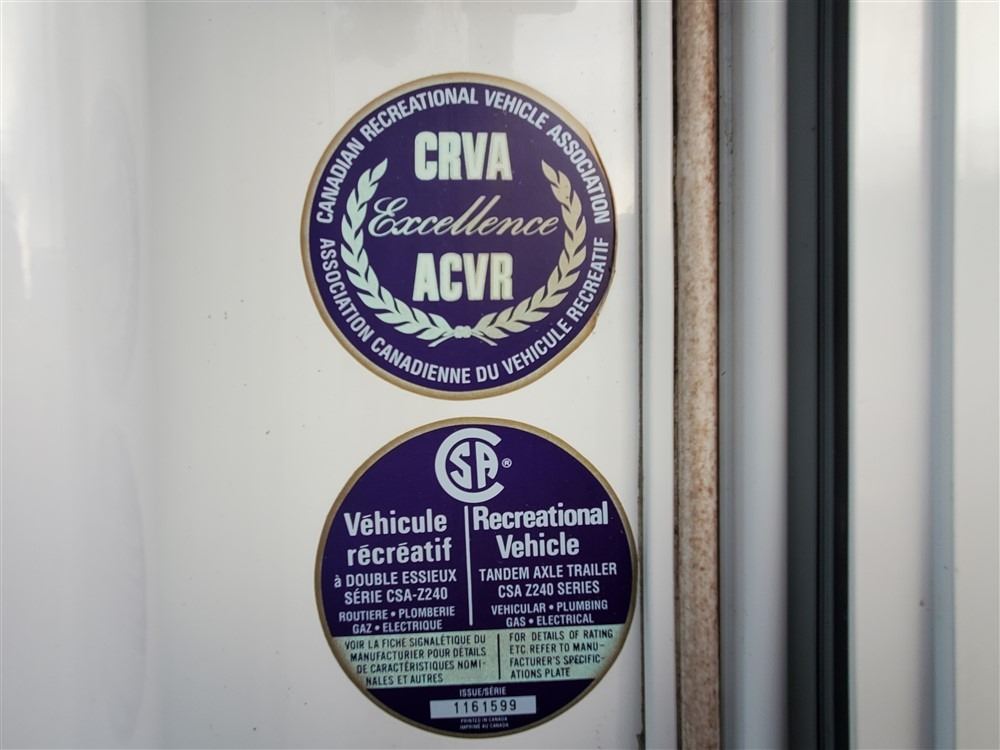 CANADIAN RECREATIONAL VEHICLE ASSOCIATION
CRVA
Excellence
ACVR
ASSOCIATION CANADIENNE DU VEHICULE RECREATIF
CSA®
Véhicule
récréatif
à DOUBLE ESSIEUX
SÉRIE CSA-Z240
ROUTIERE • PLOMBERIE
GAZ • ELECTRIQUE
Recreational
Vehicle
TANDEM AXLE TRAILER
CSA Z240 SERIES
VEHICULAR • PLUMBING
GAS • ELECTRICAL
VOIR LA FICHE SIGNALÉTIQUE DU
MANUFACTURIER POUR DÉTAILS
DE CARACTÉRISTIQUES NOMI-
NALES ET AUTRES
FOR DETAILS OF RATING
ETC. REFER TO MANU-
FACTURER'S SPECIFIC-
ATIONS PLATE
ISSUE/SÉRIE
1161599
PRINTED IN CANADA
IMPRIMÉ AU CANADA